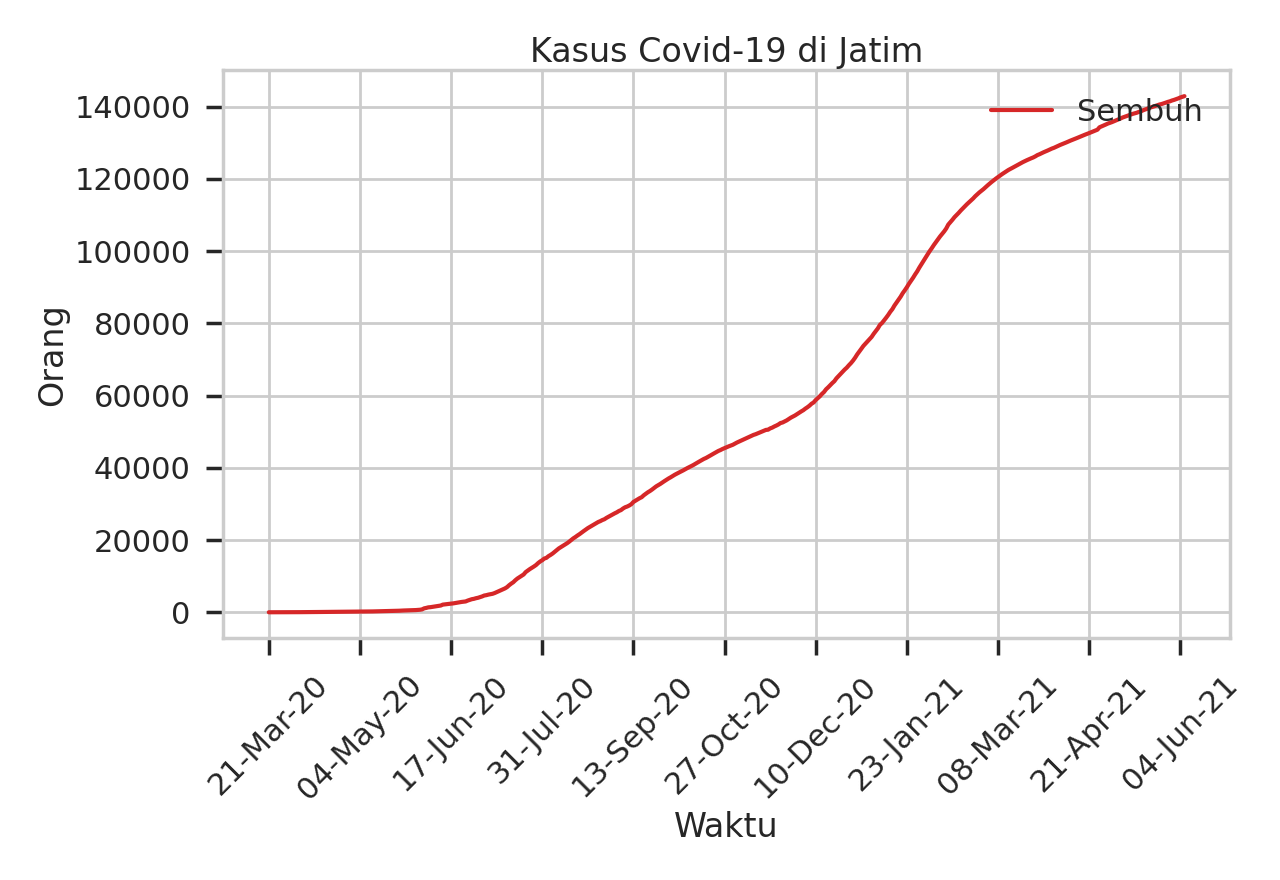 Kasus Covid-19 di Jatim
Sembuh
140000
120000
100000
80000
60000
40000
20000
0
Orang
21-Mar-20
04-May-20
17-Jun-20
31-Jul-20
13-Sep-20
27-Oct-20
10-Dec-20
23-Jan-21
08-Mar-21
21-Apr-21
04-Jun-21
Waktu